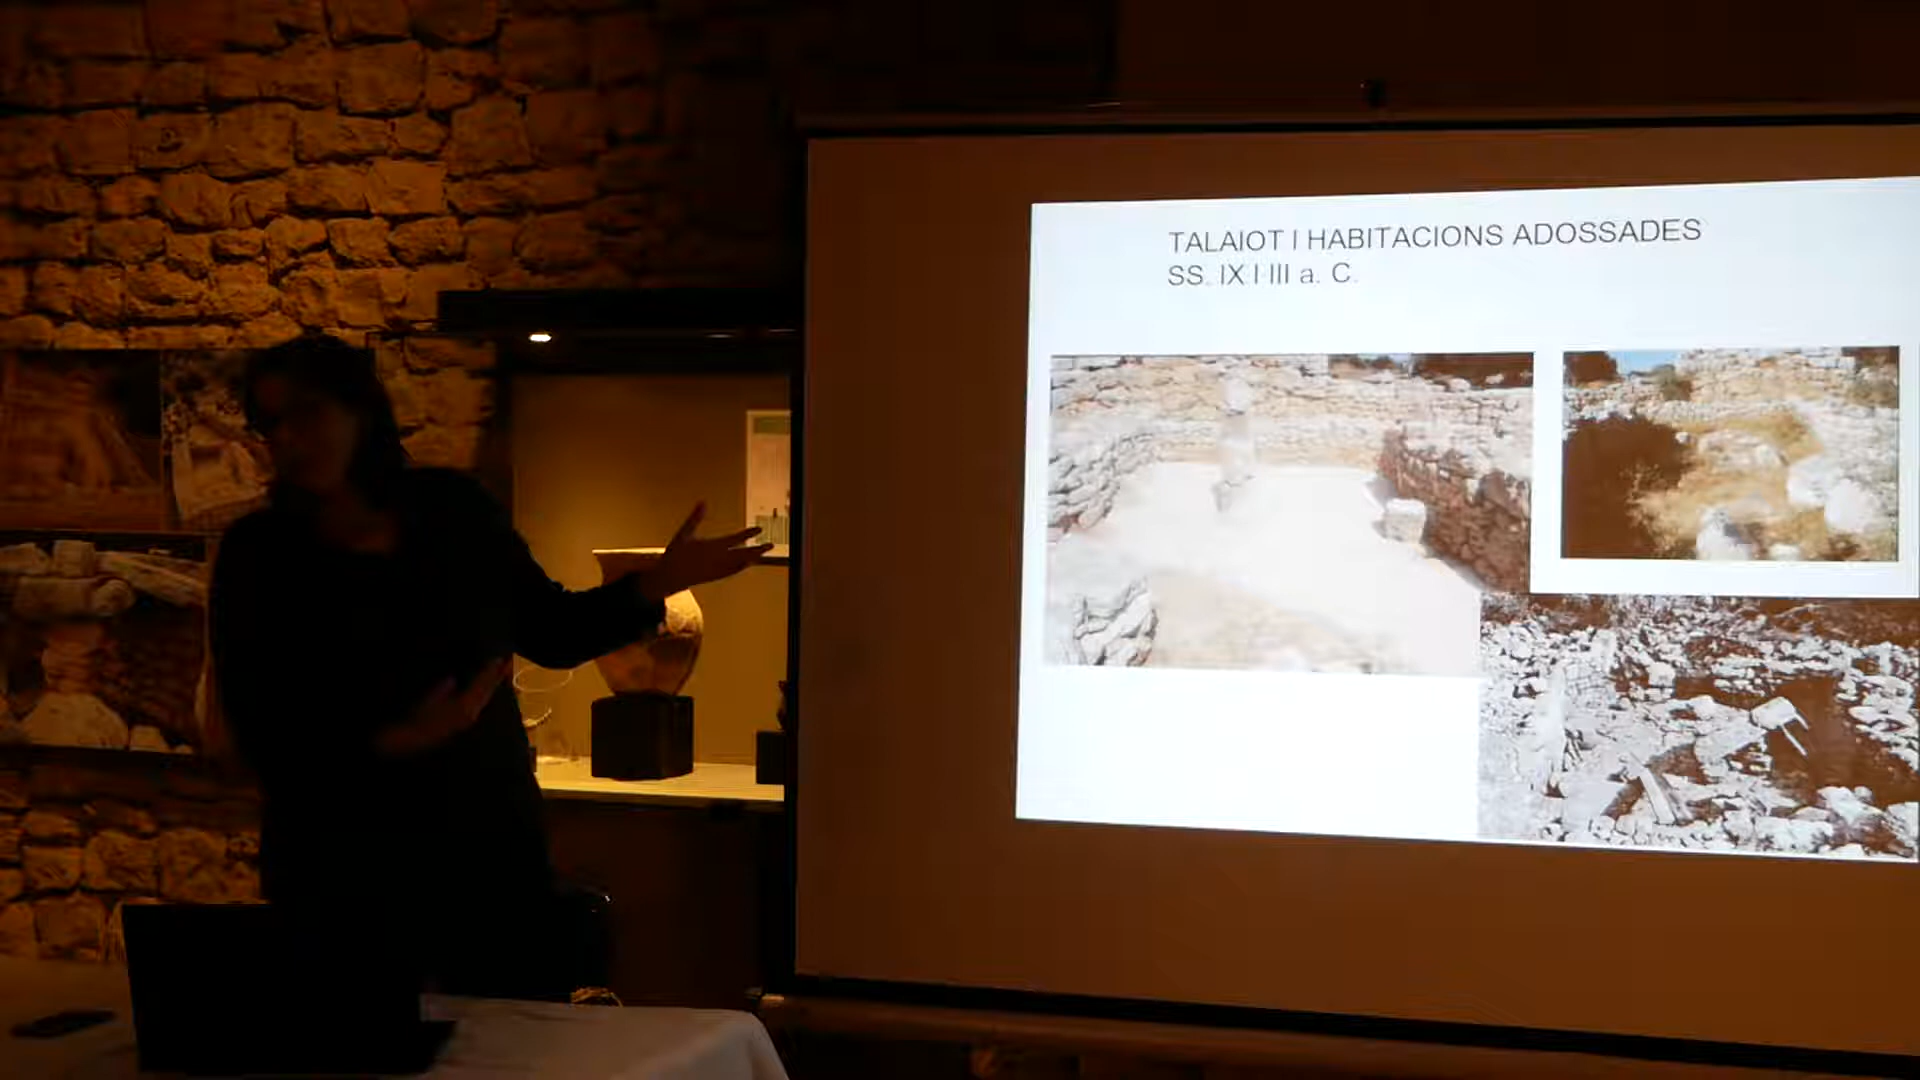 TALAIOT I HABITACIONS ADOSSADES
SS. IX I III a. C.